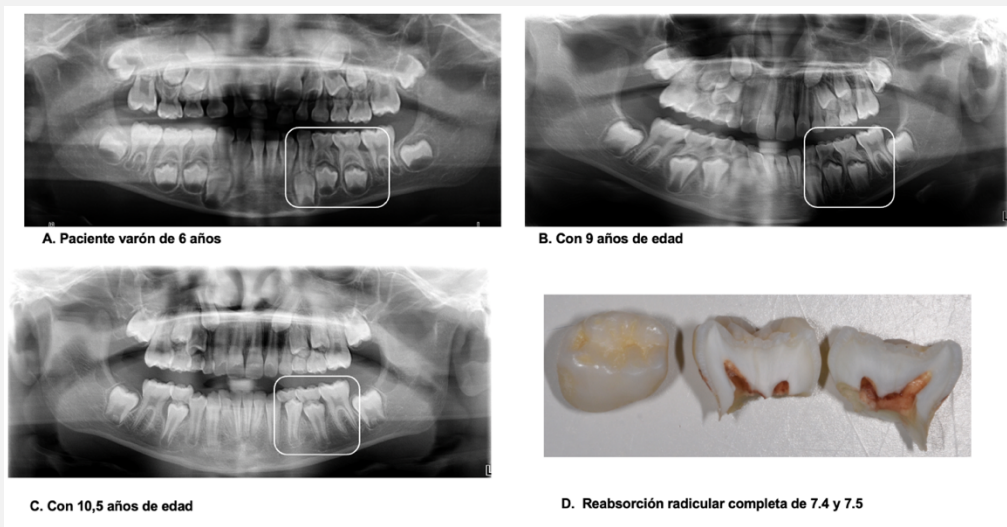 A. Paciente varón de 6 años
B. Con 9 años de edad
L
C. Con 10,5 años de edad
D. Reabsorción radicular completa de 7.4 y 7.5